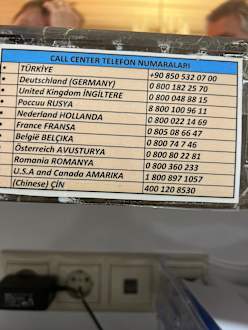 CALL CENTER TELEFON NUMARALARI
• TÜRKİYE +90 850 532 07 00
• Deutschland (GERMANY) 0 800 182 25 70
• United Kingdom İNGİLTERE 0 800 048 88 15
• Poccuu RUSYA 8 800 100 96 11
• Nederland HOLLANDA 0 800 022 14 69
• France FRANSA 0 805 08 66 47
• België BELÇIKA 0 800 74 7 46
• Österreich AVUSTURYA 0 800 80 22 81
• Romania ROMANYA 0 800 360 233
• U.S.A and Canada AMARIKA 1 800 897 1057
• (Chinese) ÇİN 400 120 8530